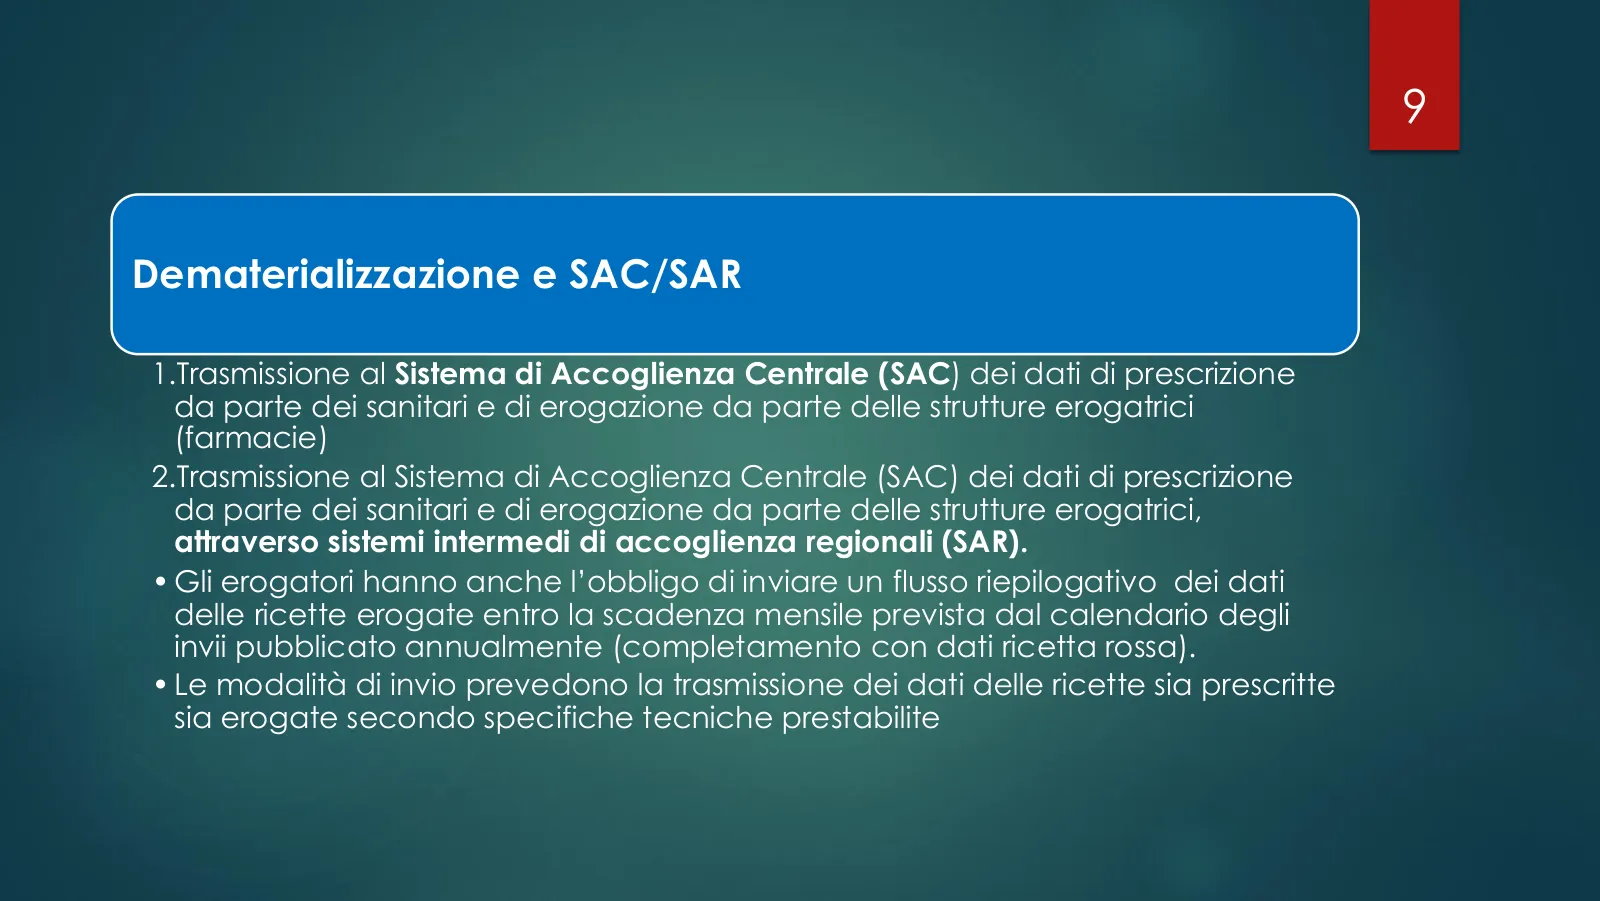 9
Dematerializzazione e SAC/SAR
1.Trasmissione al Sistema di Accoglienza Centrale (SAC) dei dati di prescrizione
da parte dei sanitari e di erogazione da parte delle strutture erogatrici
(farmacie)
2.Trasmissione al Sistema di Accoglienza Centrale (SAC) dei dati di prescrizione
da parte dei sanitari e di erogazione da parte delle strutture erogatrici,
attraverso sistemi intermedi di accoglienza regionali (SAR).
• Gli erogatori hanno anche l’obbligo di inviare un flusso riepilogativo  dei dati
delle ricette erogate entro la scadenza mensile prevista dal calendario degli
invii pubblicato annualmente (completamento con dati ricetta rossa).
• Le modalità di invio prevedono la trasmissione dei dati delle ricette sia prescritte
sia erogate secondo specifiche tecniche prestabilite